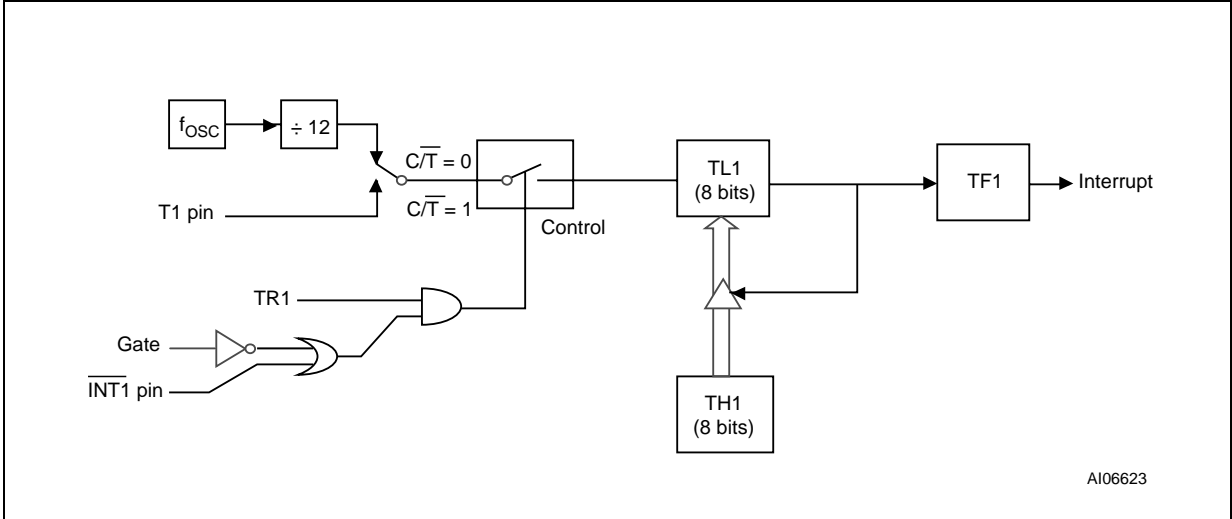 fOSC
÷ 12
C/T̅ = 0
T1 pin
C/T̅ = 1
Control
TL1
(8 bits)
TF1
Interrupt
TR1
Gate
I̅N̅T̅1 pin
TH1
(8 bits)
AI06623